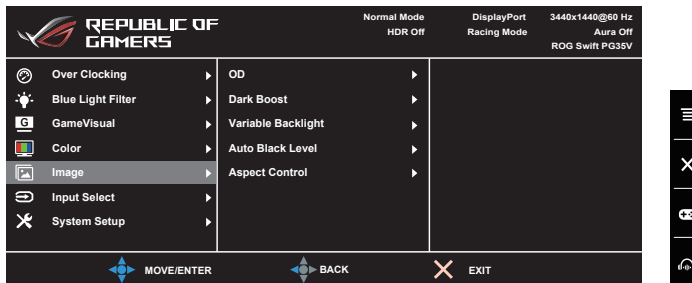 REPUBLIC OF
GAMERS
Normal Mode
HDR Off
DisplayPort
Racing Mode
3440x1440@60 Hz
Aura Off
ROG Swift PG35V
Over Clocking
Blue Light Filter
G GameVisual
Color
Image
Input Select
System Setup
OD
Dark Boost
Variable Backlight
Auto Black Level
Aspect Control
MOVE/ENTER
BACK
EXIT